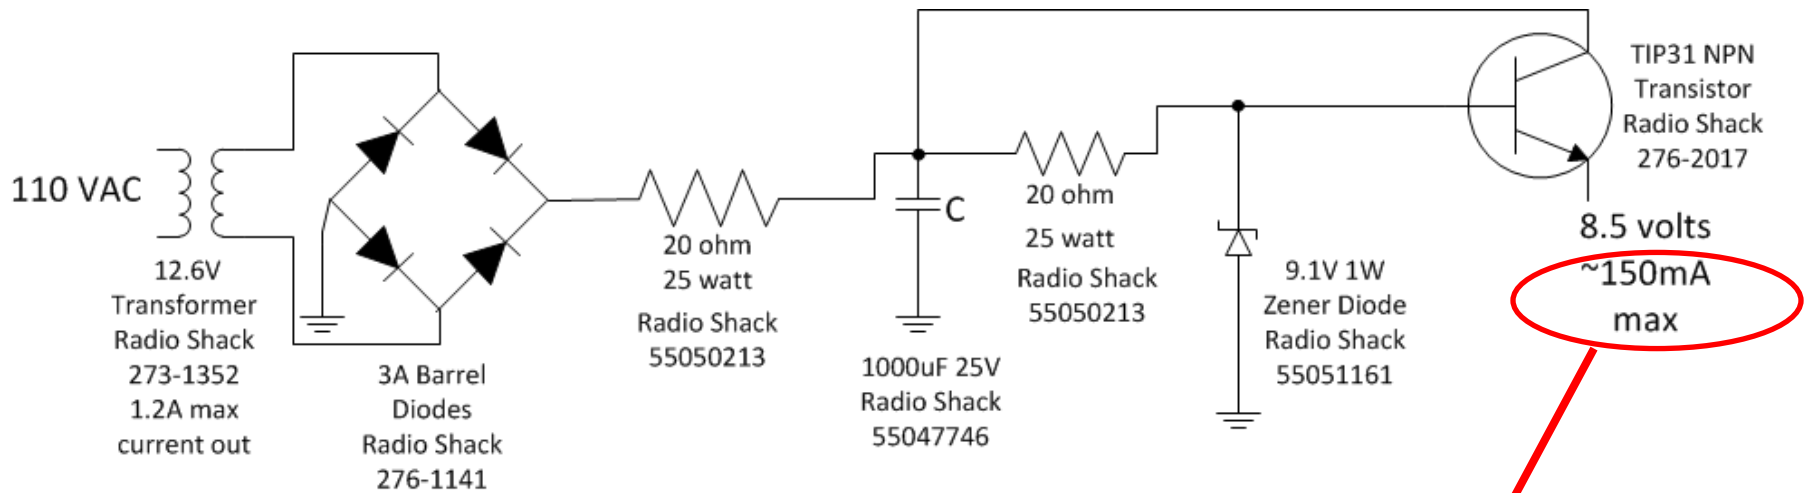 110 VAC
12.6V
Transformer
Radio Shack
273-1352
1.2A max
current out
3A Barrel
Diodes
Radio Shack
276-1141
20 ohm
25 watt
Radio Shack
55050213
C
1000uF 25V
Radio Shack
55047746
20 ohm
25 watt
Radio Shack
55050213
9.1V 1W
Zener Diode
Radio Shack
55051161
TIP31 NPN
Transistor
Radio Shack
276-2017
8.5 volts
~150mA
max